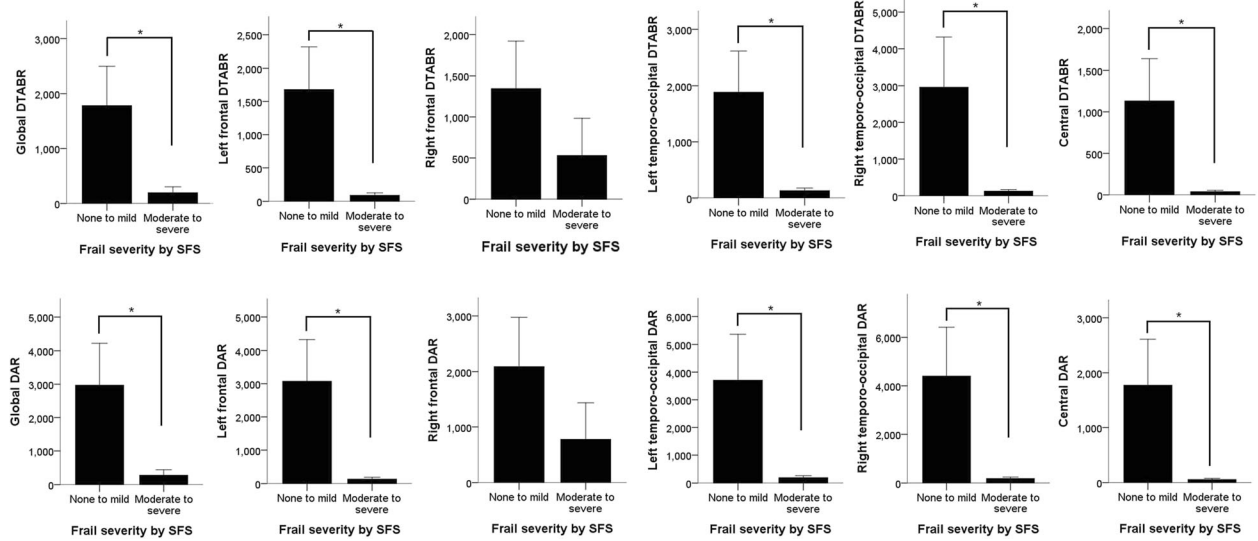 Global DTABR
3,000
2,000
1,000
0
*
None to mild
Moderate to
severe
Frail severity by SFS
Left frontal DTABR
2,500
2,000
1,500
1,000
500
0
*
None to mild
Moderate to
severe
Frail severity by SFS
Right frontal DTABR
2,000
1,500
1,000
500
0
None to mild
Moderate to
severe
Frail severity by SFS
Left temporo-occipital DTABR
3,000
2,000
1,000
0
*
None to mild
Moderate to
severe
Frail severity by SFS
Right temporo-occipital DTABR
5,000
4,000
3,000
2,000
1,000
0
*
None to mild
Moderate to
severe
Frail severity by SFS
Central DTABR
2,000
1,500
1,000
500
0
*
None to mild
Moderate to
severe
Frail severity by SFS
Global DAR
5,000
4,000
3,000
2,000
1,000
0
*
None to mild
Moderate to
severe
Frail severity by SFS
Left frontal DAR
5,000
4,000
3,000
2,000
1,000
0
*
None to mild
Moderate to
severe
Frail severity by SFS
Right frontal DAR
3,000
2,000
1,000
0
None to mild
Moderate to
severe
Frail severity by SFS
Left temporo-occipital DAR
6,000
5,000
4,000
3,000
2,000
1,000
0
*
None to mild
Moderate to
severe
Frail severity by SFS
Right temporo-occipital DAR
6,000
4,000
2,000
0
*
None to mild
Moderate to
severe
Frail severity by SFS
Central DAR
3,000
2,000
1,000
0
*
None to mild
Moderate to
severe
Frail severity by SFS